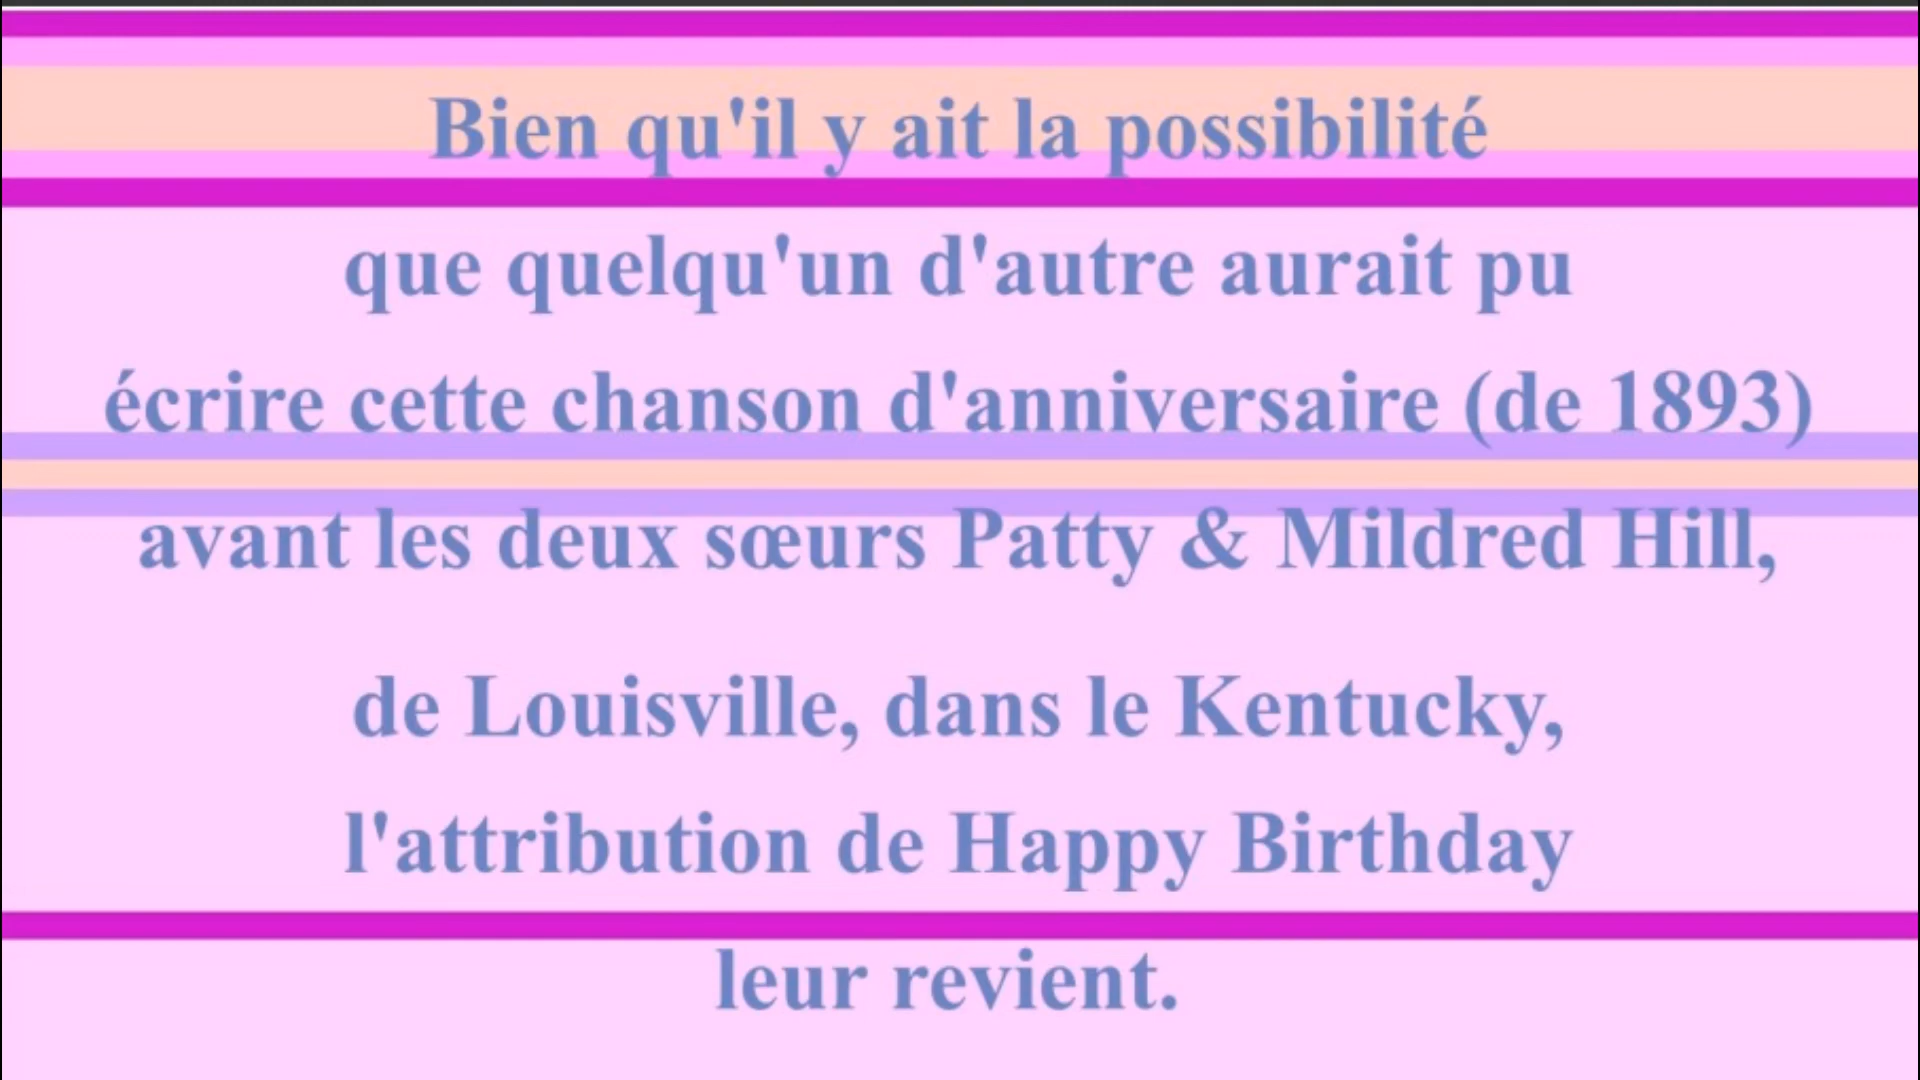 Bien qu'il y ait la possibilité
que quelqu'un d'autre aurait pu
écrire cette chanson d'anniversaire (de 1893)
avant les deux sœurs Patty & Mildred Hill,
de Louisville, dans le Kentucky,
l'attribution de Happy Birthday
leur revient.